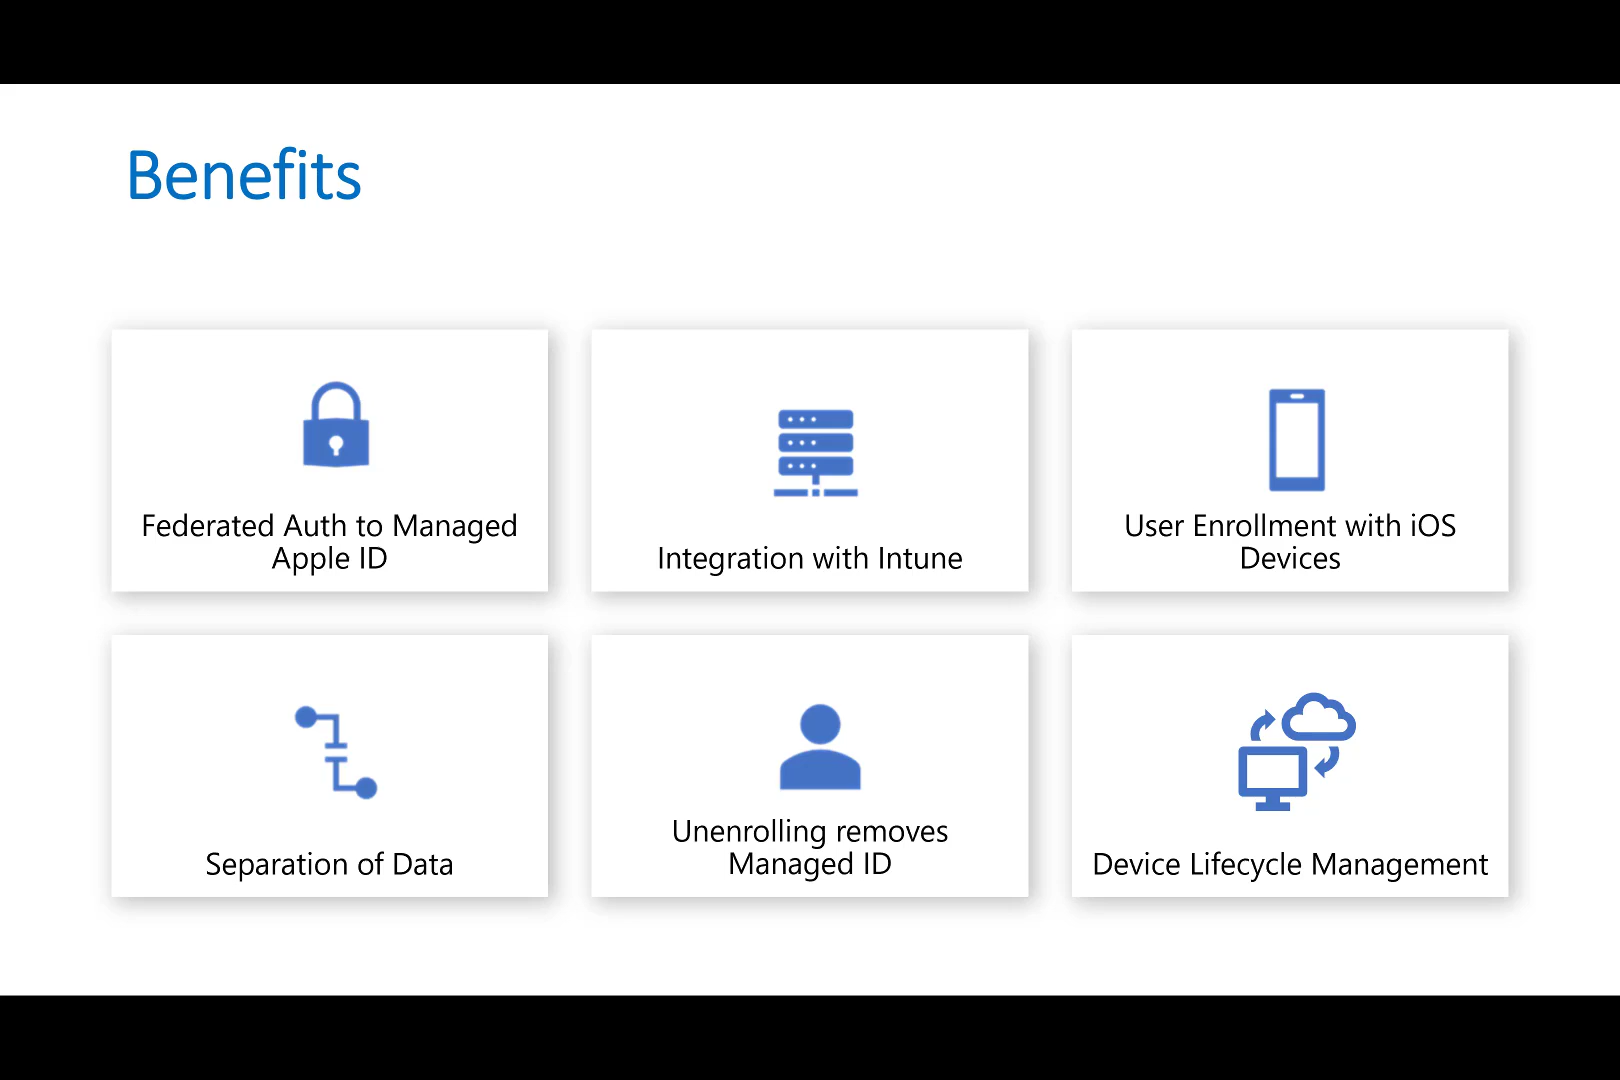 Benefits
Federated Auth to Managed
Apple ID
Integration with Intune
User Enrollment with iOS
Devices
Separation of Data
Unenrolling removes
Managed ID
Device Lifecycle Management